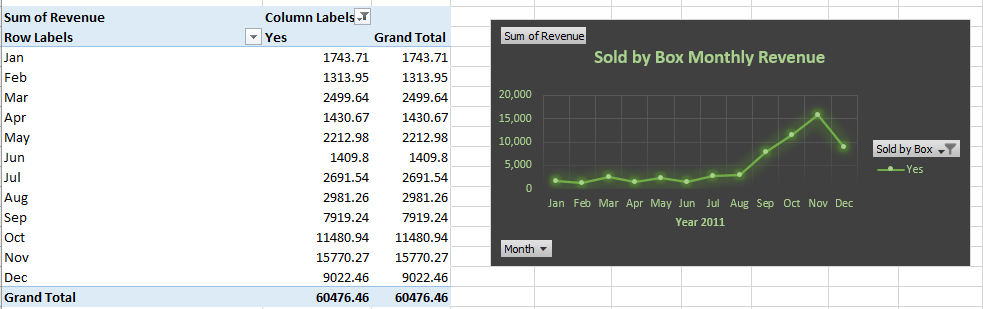 Sum of Revenue Column Labels
Row Labels Yes Grand Total
Jan 1743.71 1743.71
Feb 1313.95 1313.95
Mar 2499.64 2499.64
Apr 1430.67 1430.67
May 2212.98 2212.98
Jun 1409.8 1409.8
Jul 2691.54 2691.54
Aug 2981.26 2981.26
Sep 7919.24 7919.24
Oct 11480.94 11480.94
Nov 15770.27 15770.27
Dec 9022.46 9022.46
Grand Total 60476.46 60476.46
Sum of Revenue
Sold by Box Monthly Revenue
20,000
15,000
10,000
5,000
0
Jan Feb Mar Apr May Jun Jul Aug Sep Oct Nov Dec
Year 2011
Sold by Box
Yes
Month